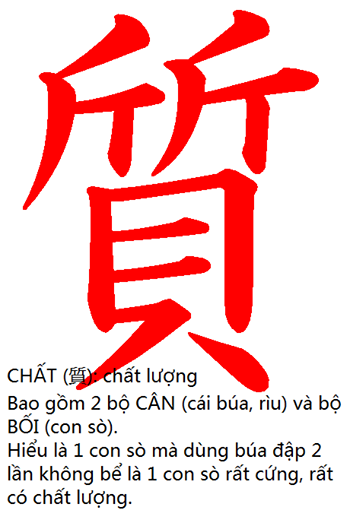 質
CHẤT (質): chất lượng
Bao gồm 2 bộ CÂN (cái búa, rìu) và bộ
BỐI (con sò).
Hiểu là 1 con sò mà dùng búa đập 2
lần không bể là 1 con sò rất cứng, rất
có chất lượng.